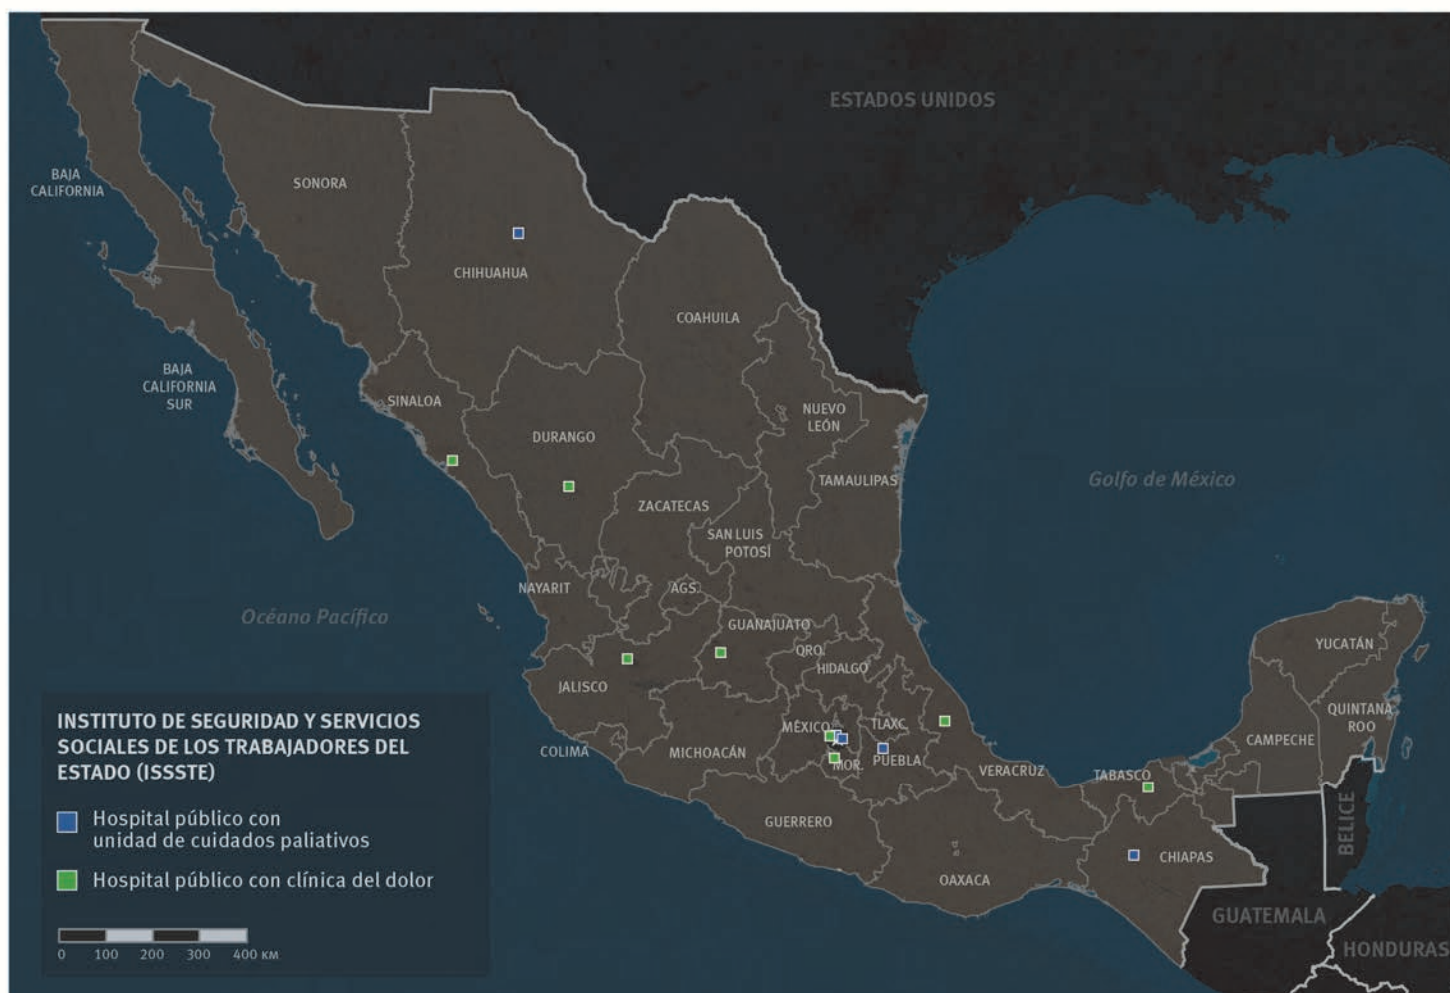 ESTADOS UNIDOS
BAJA
CALIFORNIA
SONORA
CHIHUAHUA
COAHUILA
BAJA
CALIFORNIA
SUR
SINALOA
NUEVO
LEÓN
DURANGO
TAMAULIPAS
Golfo de México
ZACATECAS
SAN LUIS
POTOSÍ
NAYARIT
AGS.
Océano Pacífico
GUANAJUATO
QRO.
HIDALGO
YUCATÁN
JALISCO
QUINTANA
ROO
MÉXICO
TLAXC.
CAMPECHE
COLIMA
MICHOACÁN
MOR.
PUEBLA
VERACRUZ
TABASCO
GUERRERO
BELICE
CHIAPAS
OAXACA
GUATEMALA
HONDURAS
INSTITUTO DE SEGURIDAD Y SERVICIOS
SOCIALES DE LOS TRABAJADORES DEL
ESTADO (ISSSTE)
Hospital público con
unidad de cuidados paliativos
Hospital público con clínica del dolor
0 100 200 300 400 KM